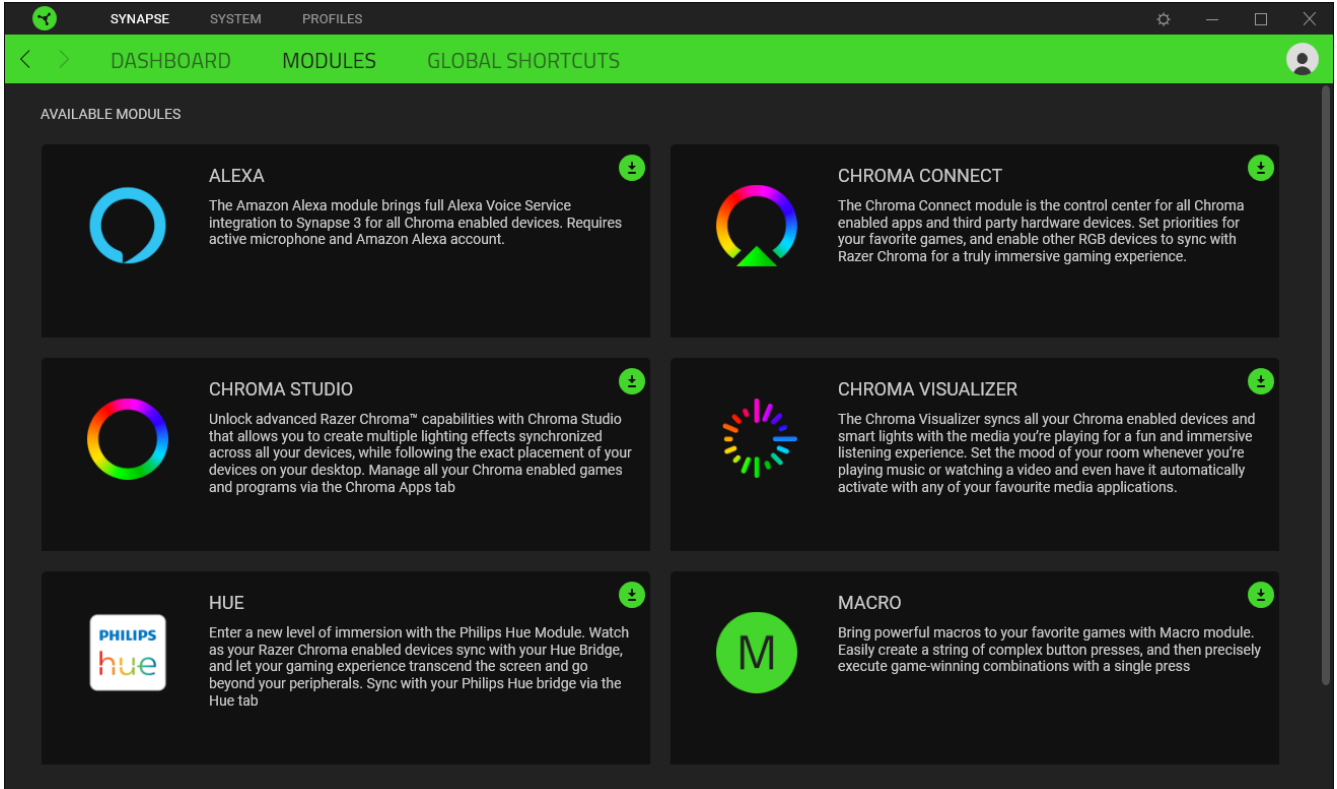 SYNAPSE SYSTEM PROFILES
DASHBOARD MODULES GLOBAL SHORTCUTS
AVAILABLE MODULES
ALEXA
The Amazon Alexa module brings full Alexa Voice Service
integration to Synapse 3 for all Chroma enabled devices. Requires
active microphone and Amazon Alexa account.
CHROMA CONNECT
The Chroma Connect module is the control center for all Chroma
enabled apps and third party hardware devices. Set priorities for
your favorite games, and enable other RGB devices to sync with
Razer Chroma for a truly immersive gaming experience.
CHROMA STUDIO
Unlock advanced Razer Chroma™ capabilities with Chroma Studio
that allows you to create multiple lighting effects synchronized
across all your devices, while following the exact placement of your
devices on your desktop. Manage all your Chroma enabled games
and programs via the Chroma Apps tab
CHROMA VISUALIZER
The Chroma Visualizer syncs all your Chroma enabled devices and
smart lights with the media you’re playing for a fun and immersive
listening experience. Set the mood of your room whenever you’re
playing music or watching a video and even have it automatically
activate with any of your favourite media applications.
PHILIPS
hue
HUE
Enter a new level of immersion with the Philips Hue Module. Watch
as your Razer Chroma enabled devices sync with your Hue Bridge,
and let your gaming experience transcend the screen and go
beyond your peripherals. Sync with your Philips Hue bridge via the
Hue tab
M
MACRO
Bring powerful macros to your favorite games with Macro module.
Easily create a string of complex button presses, and then precisely
execute game-winning combinations with a single press